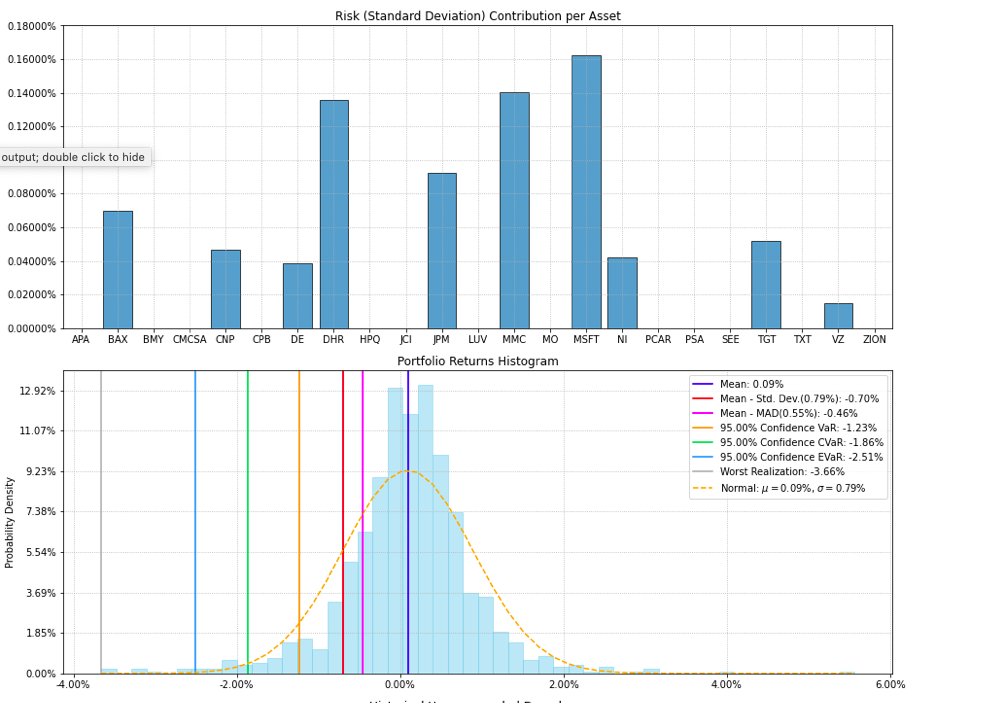 Risk (Standard Deviation) Contribution per Asset
0.18000%
0.16000%
0.14000%
0.12000%
output; double click to hide
0.08000%
0.06000%
0.04000%
0.02000%
0.00000%
APA BAX BMY CMCSA CNP CPB DE DHR HPQ JCI JPM LUV MMC MO MSFT NI PCAR PSA SEE TGT TXT VZ ZION
Portfolio Returns Histogram
Probability Density
12.92%
11.07%
9.23%
7.38%
5.54%
3.69%
1.85%
0.00%
Mean: 0.09%
Mean - Std. Dev.(0.79%): -0.70%
Mean - MAD(0.55%): -0.46%
95.00% Confidence VaR: -1.23%
95.00% Confidence CVaR: -1.86%
95.00% Confidence EVaR: -2.51%
Worst Realization: -3.66%
Normal: μ = 0.09%, σ = 0.79%
-4.00% -2.00% 0.00% 2.00% 4.00% 6.00%